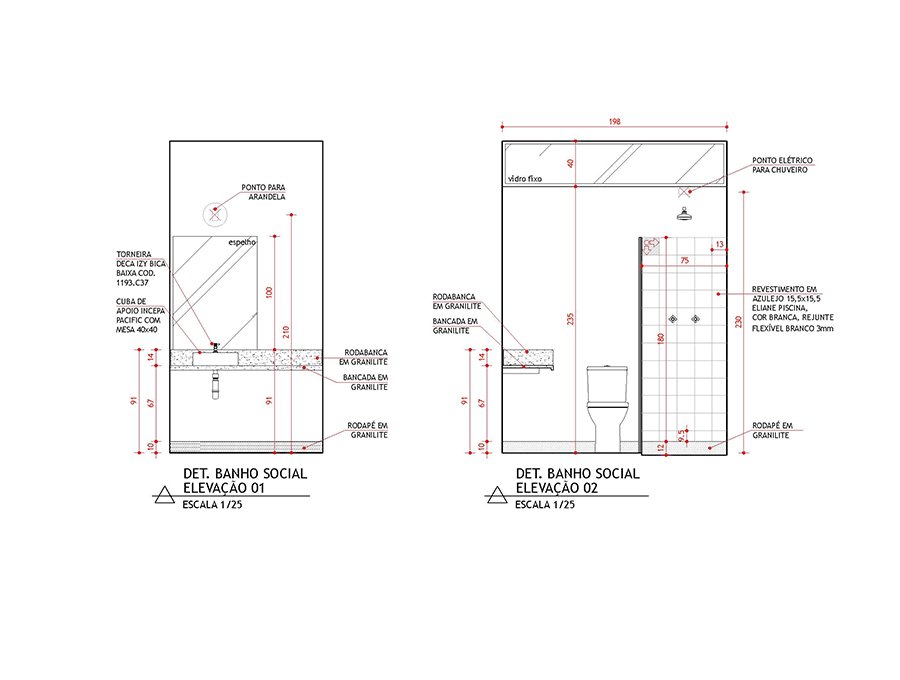 PONTO PARA
ARANDELA
espelho
TORNEIRA
DECA IZY BICA
BAIXA COD.
1193.C37
CUBA DE
APOIO INCEPA
PACIFIC COM
MESA 40x40
100
210
14
91
67
10
91
RODABANCA
EM GRANILITE
BANCADA EM
GRANILITE
RODAPÉ EM
GRANILITE
DET. BANHO SOCIAL
ELEVAÇÃO 01
ESCALA 1/25
198
40
vidro fixo
PONTO ELÉTRICO
PARA CHUVEIRO
13
75
RODABANCA
EM GRANILITE
BANCADA EM
GRANILITE
235
180
230
REVESTIMENTO EM
AZULEJO 15,5x15,5
ELIANE PISCINA,
COR BRANCA, REJUNTE
FLEXÍVEL BRANCO 3mm
14
91
67
10
9.5
12
RODAPÉ EM
GRANILITE
DET. BANHO SOCIAL
ELEVAÇÃO 02
ESCALA 1/25